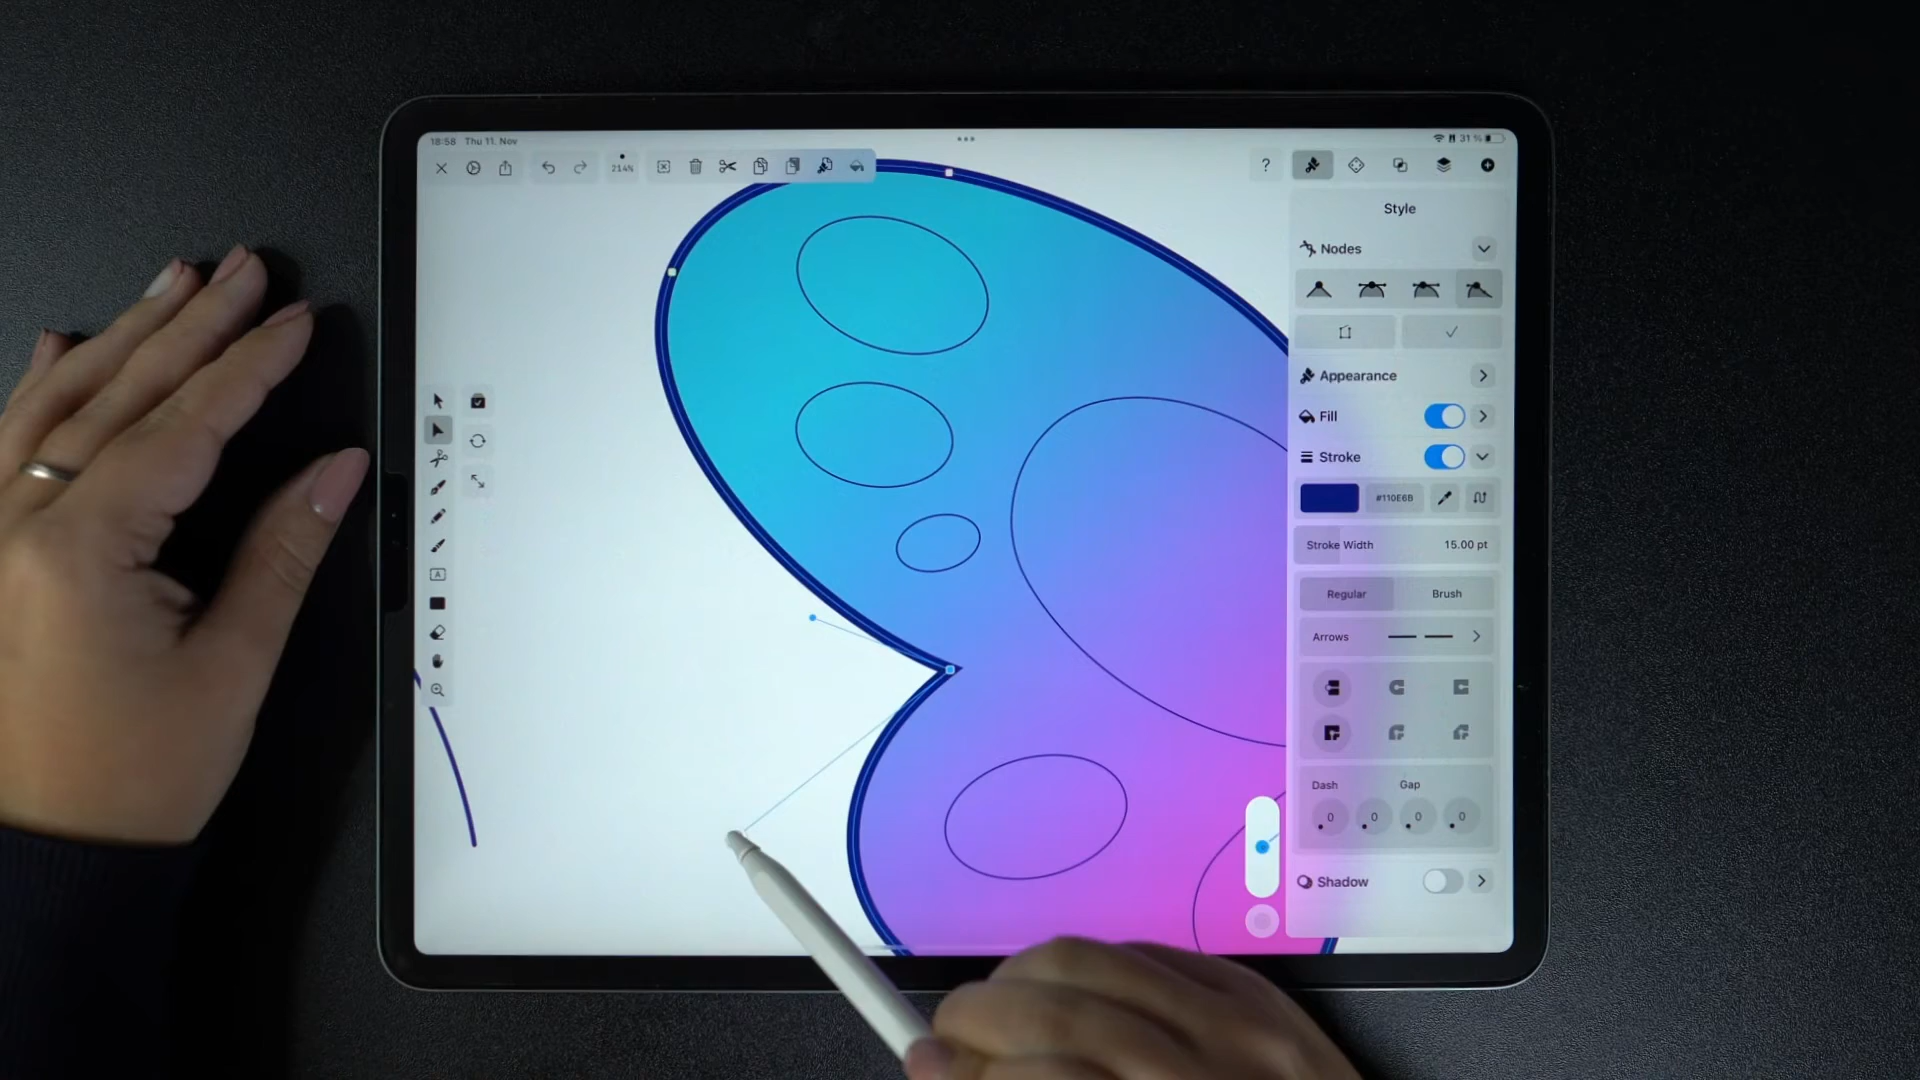 18:58 Thu 11. Nov
31 %
214%
?
Style
Nodes
Appearance
Fill
Stroke
#110E6B
Stroke Width 15.00 pt
Regular Brush
Arrows
Dash Gap
0 0 0 0
Shadow
A